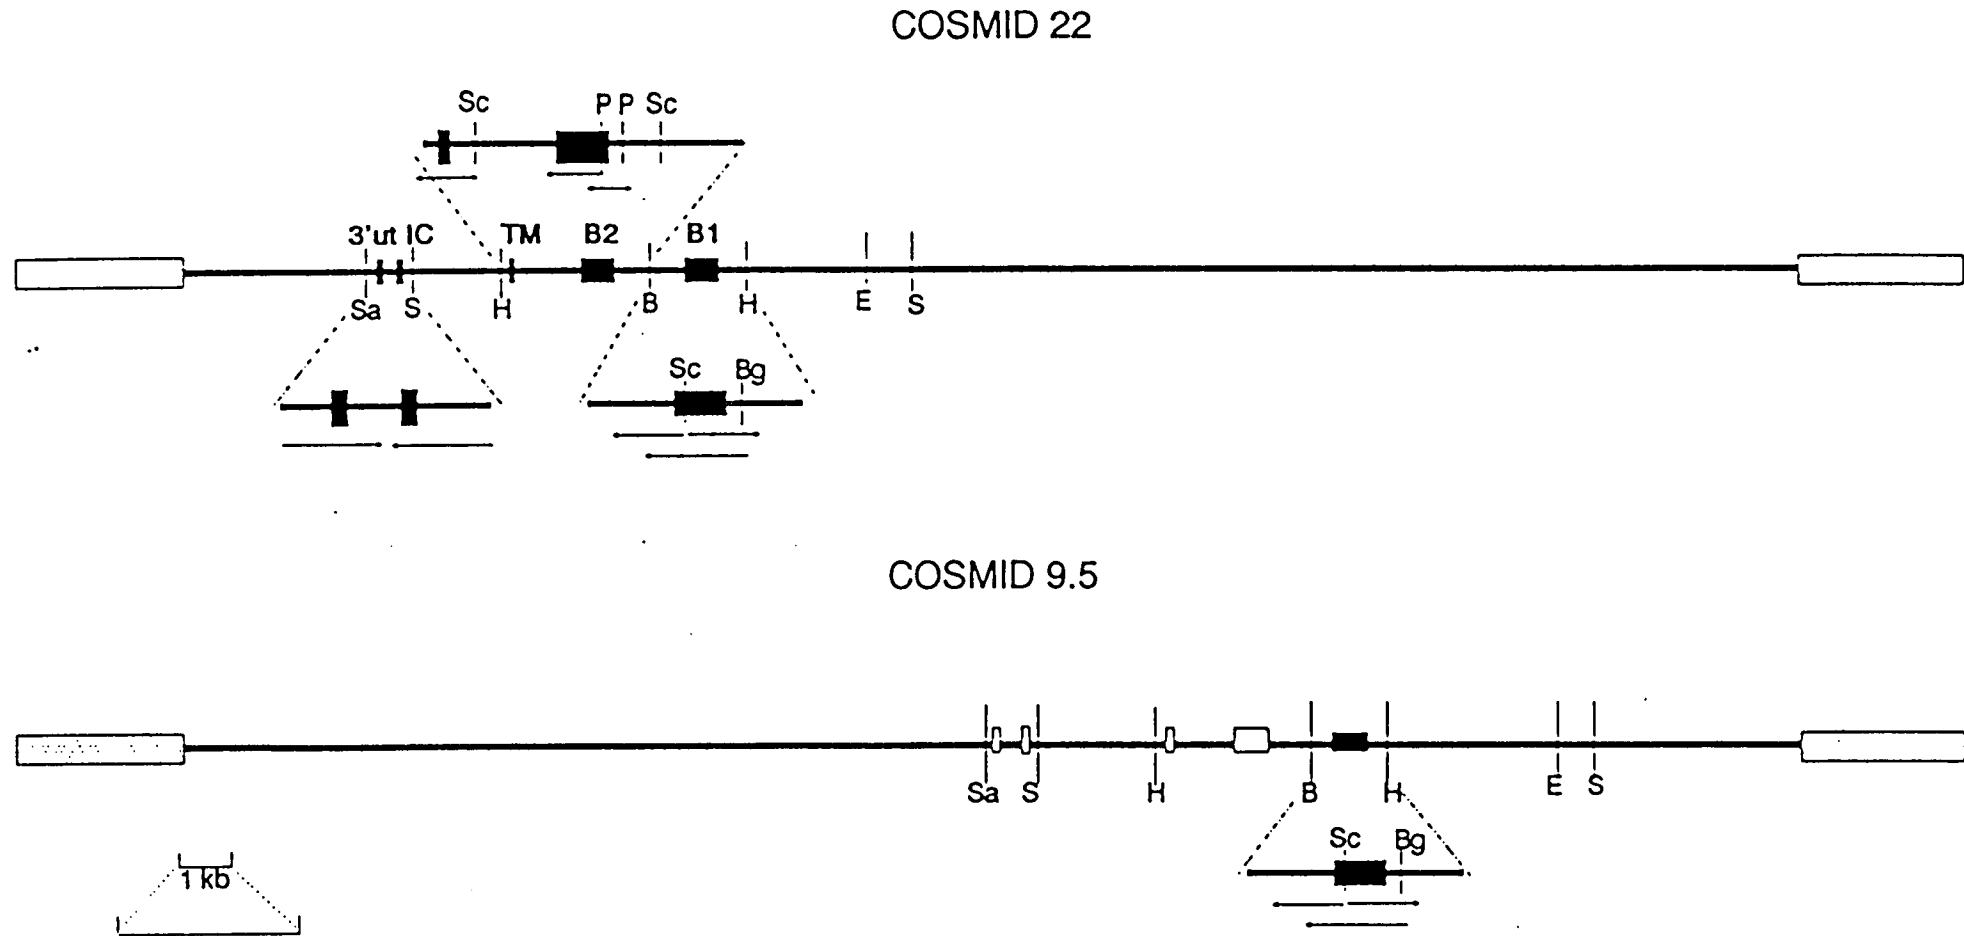 COSMID 22
Sc P P Sc
3'ut IC TM B2 B1
Sa S H B H E S
Sc Bg
COSMID 9.5
Sa S H B H E S
Sc Bg
1 kb